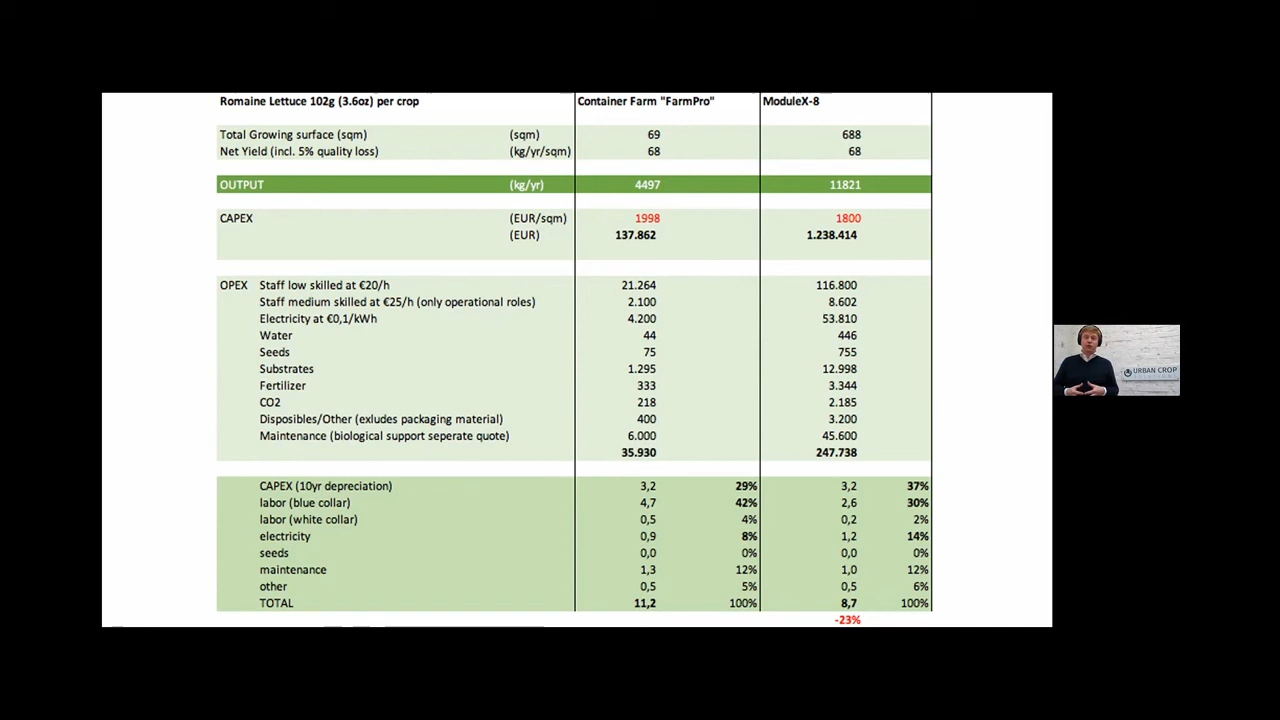 Romaine Lettuce 102g (3.6oz) per crop Container Farm "FarmPro" ModuleX-8
Total Growing surface (sqm) (sqm) 69 688
Net Yield (incl. 5% quality loss) (kg/yr/sqm) 68 68
OUTPUT (kg/yr) 4497 11821
CAPEX (EUR/sqm) 1998 1800
(EUR) 137.862 1.238.414
OPEX Staff low skilled at €20/h 21.264 116.800
Staff medium skilled at €25/h (only operational roles) 2.100 8.602
Electricity at €0,1/kWh 4.200 53.810
Water 44 446
Seeds 75 755
Substrates 1.295 12.998
Fertilizer 333 3.344
CO2 218 2.185
Disposibles/Other (exludes packaging material) 400 3.200
Maintenance (biological support seperate quote) 6.000 45.600
35.930 247.738
CAPEX (10yr depreciation) 3,2 29% 3,2 37%
labor (blue collar) 4,7 42% 2,6 30%
labor (white collar) 0,5 4% 0,2 2%
electricity 0,9 8% 1,2 14%
seeds 0,0 0% 0,0 0%
maintenance 1,3 12% 1,0 12%
other 0,5 5% 0,5 6%
TOTAL 11,2 100% 8,7 100%
-23%
URBAN CROP
SOLUTIONS